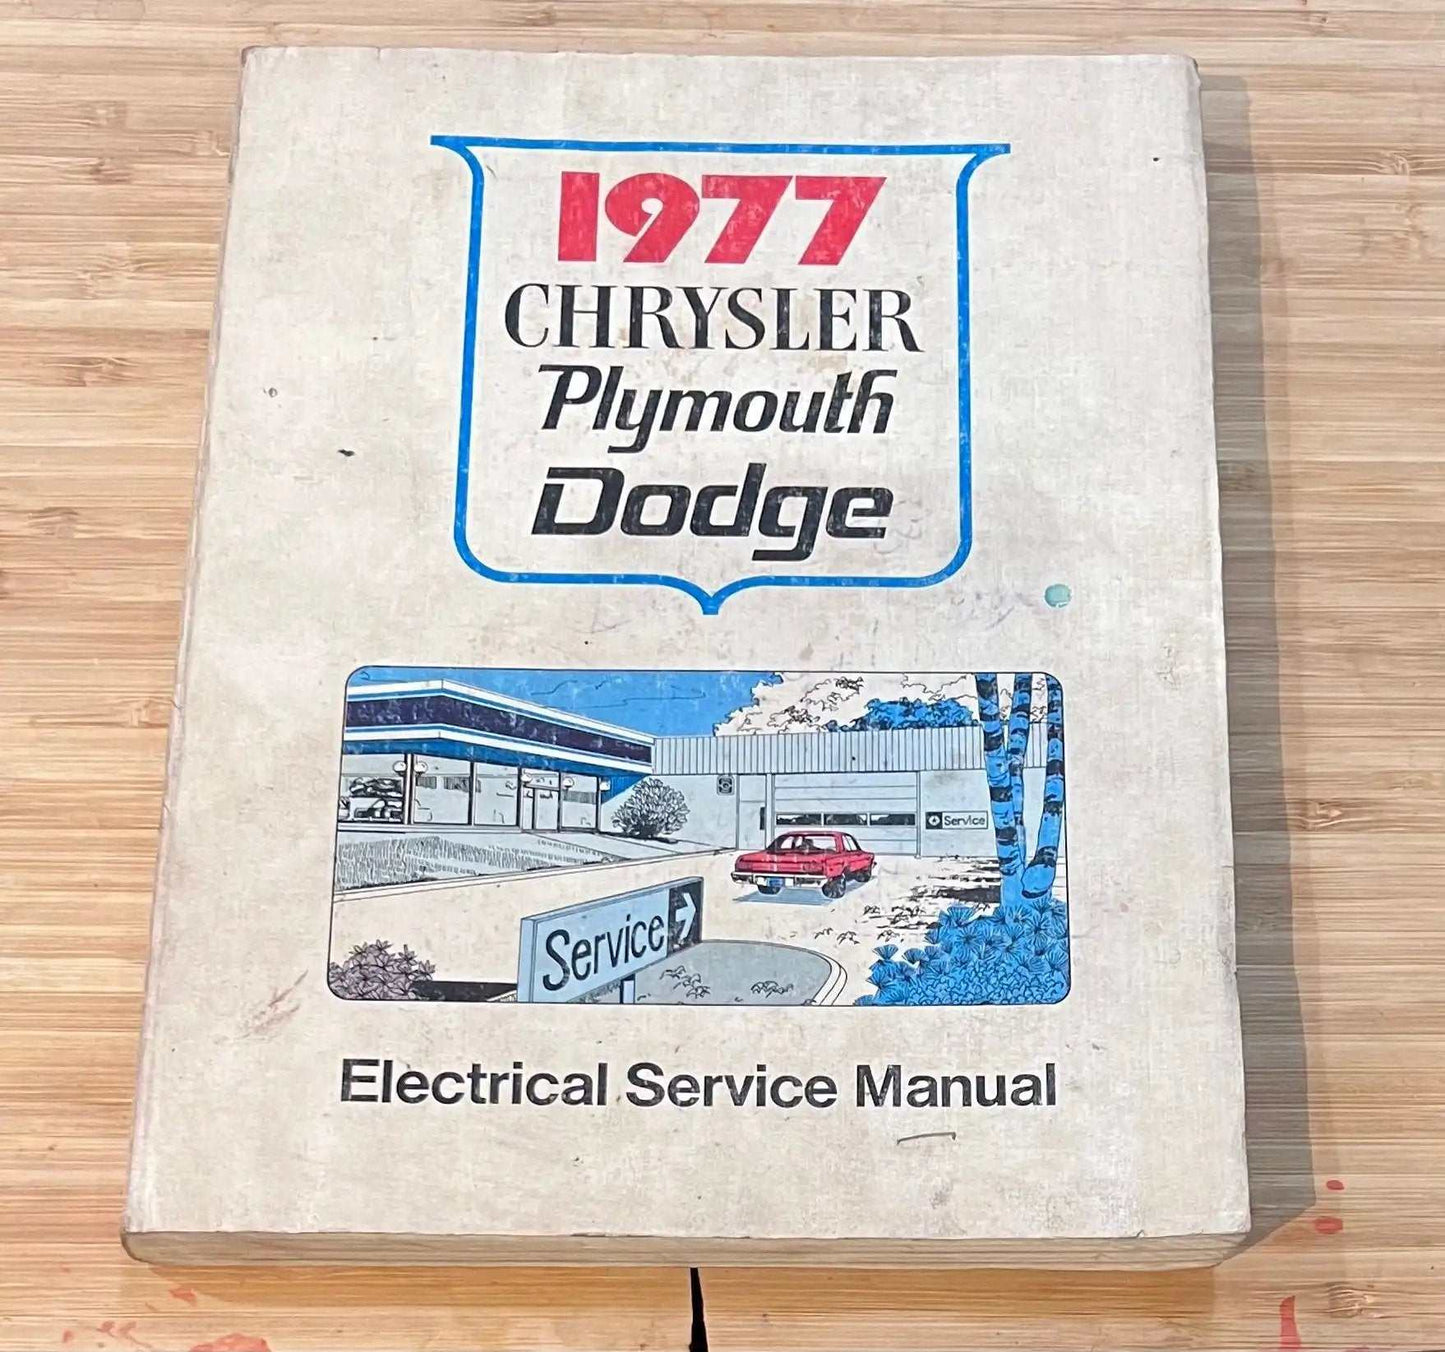 1977
CHRYSLER
Plymouth
Dodge
Service
Service
Electrical Service Manual